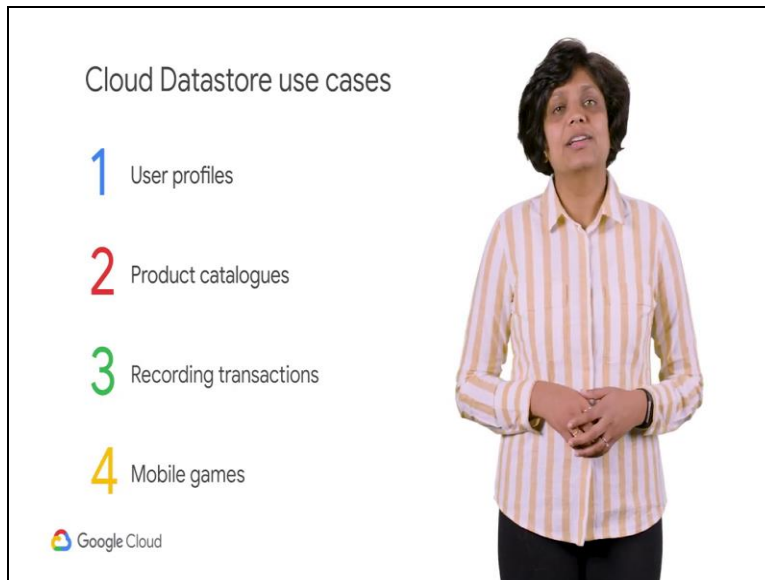 Cloud Datastore use cases
1 User profiles
2 Product catalogues
3 Recording transactions
4 Mobile games
Google Cloud